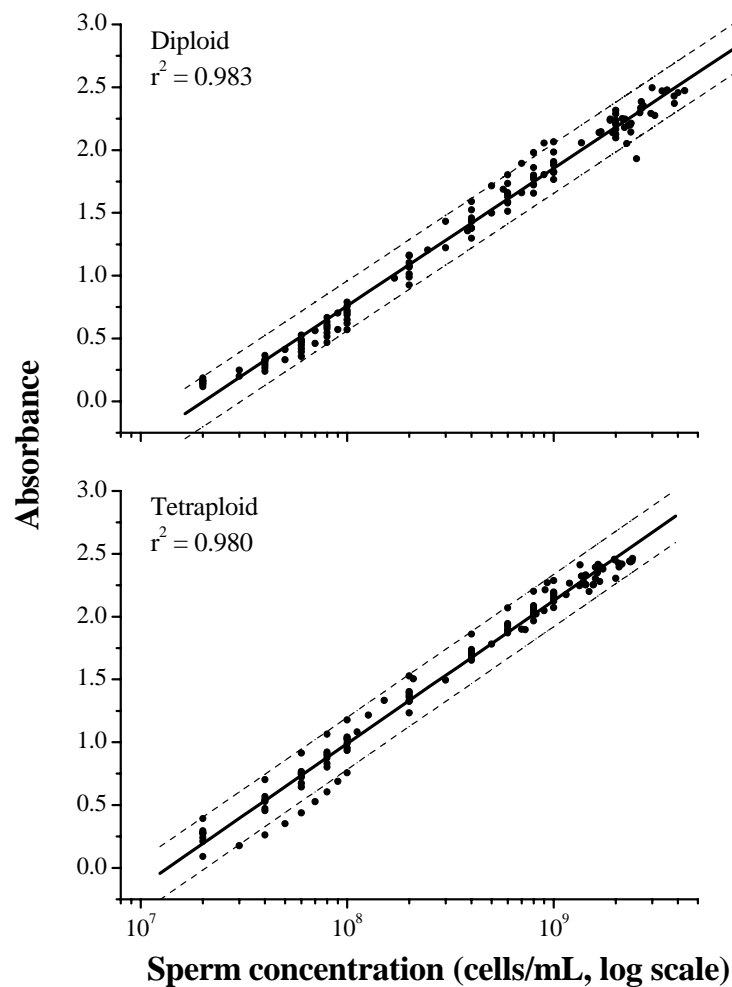 Diploid
r² = 0.983
3.0
2.5
2.0
1.5
1.0
0.5
0.0
Absorbance
Tetraploid
r² = 0.980
3.0
2.5
2.0
1.5
1.0
0.5
0.0
10⁷ 10⁸ 10⁹
Sperm concentration (cells/mL, log scale)